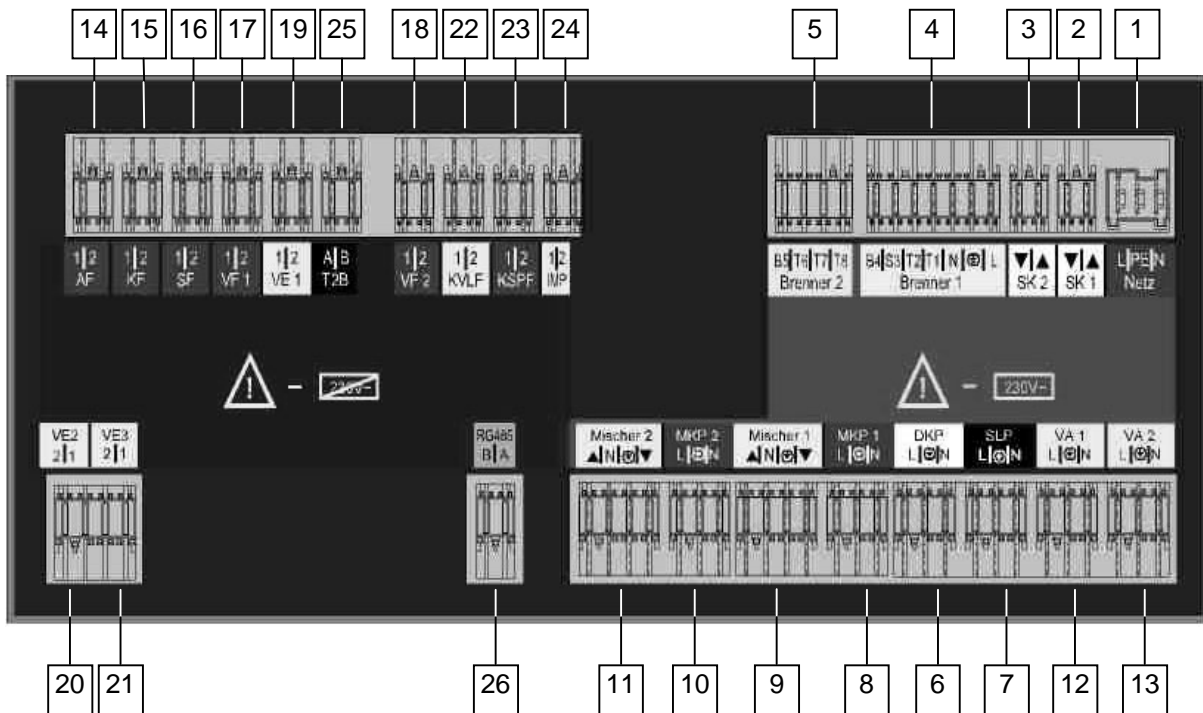 14 15 16 17 19 25 18 22 23 24 5 4 3 2 1
1 2 1 2 1 2 1 2 1 2 A B 1 2 1 2 1 2 1 2 B5 T6 T7 T8 B4 S3 T2 T1 N L ▼ ▲ ▼ ▲ L PE N
AF KF SF VF 1 VE 1 T2B VF 2 KVLF KSPF IMP Brenner 2 Brenner 1 SK 2 SK 1 Netz
! - 230V~ ! - 230V~
VE2 VE3 RG485 Mischer 2 MKP 2 Mischer 1 MKP 1 DKP SLP VA 1 VA 2
2 1 2 1 B A ▲ N ▼ L N ▲ N ▼ L N L N L N L N L N
20 21 26 11 10 9 8 6 7 12 13